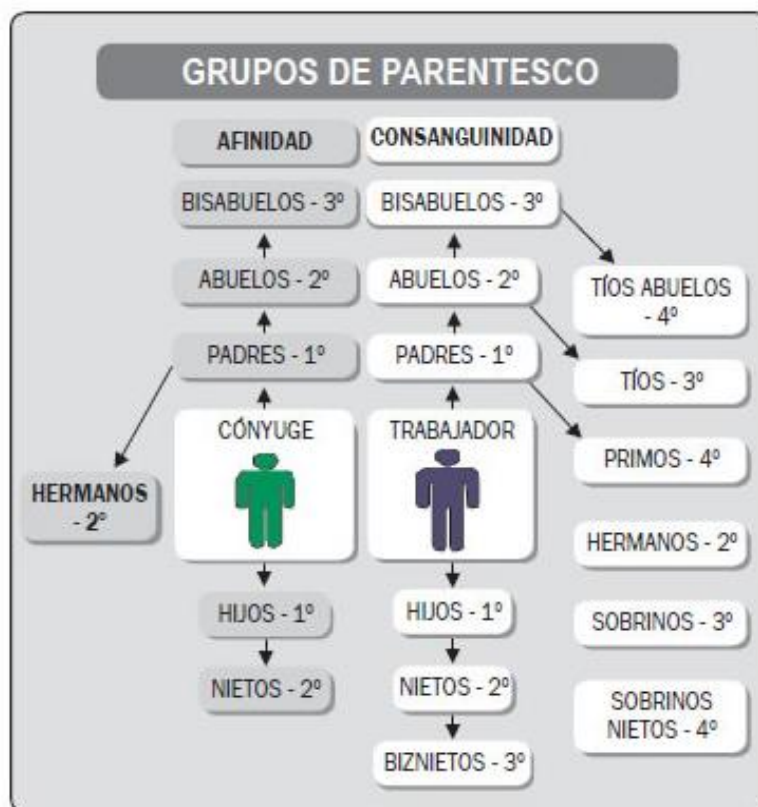 GRUPOS DE PARENTESCO
AFINIDAD
CONSANGUINIDAD
BISABUELOS - 3º
BISABUELOS - 3º
ABUELOS - 2º
ABUELOS - 2º
TÍOS ABUELOS
- 4º
PADRES - 1º
PADRES - 1º
TÍOS - 3º
CÓNYUGE
TRABAJADOR
PRIMOS - 4º
HERMANOS
- 2º
HERMANOS - 2º
HIJOS - 1º
HIJOS - 1º
SOBRINOS - 3º
NIETOS - 2º
NIETOS - 2º
SOBRINOS
NIETOS - 4º
BIZNIETOS - 3º